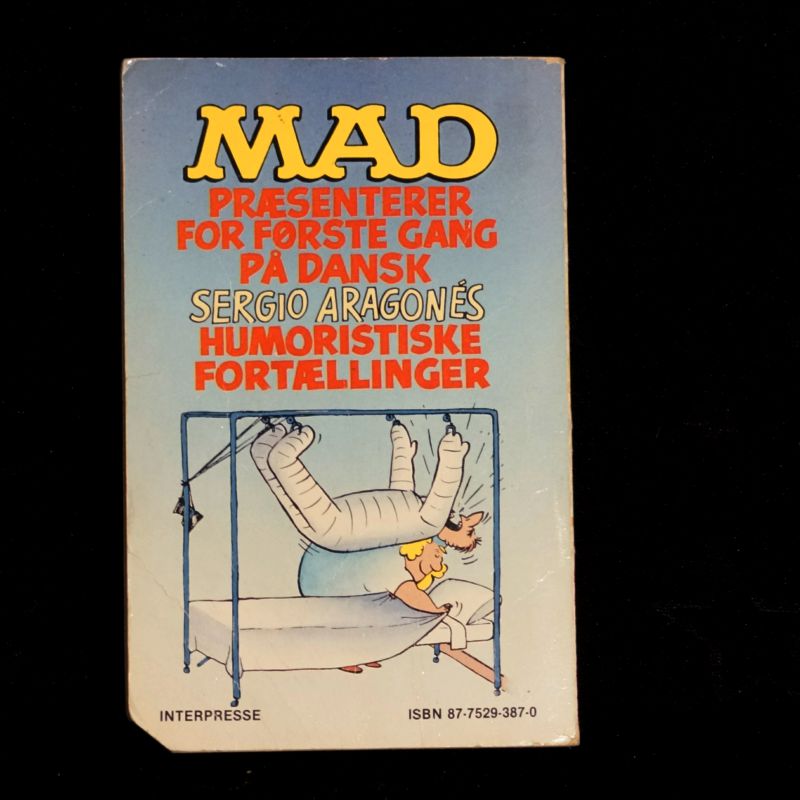 MAD
PRÆSENTERER
FOR FØRSTE GANG
PÅ DANSK
SERGIO ARAGONÉS
HUMORISTISKE
FORTÆLLINGER
INTERPRESSE
ISBN 87-7529-387-0